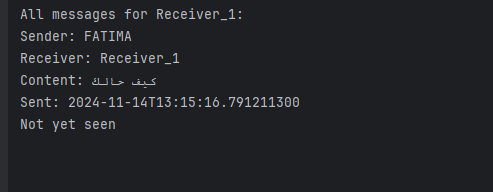 All messages for Receiver_1:
Sender: FATIMA
Receiver: Receiver_1
Content: كيف حالك
Sent: 2024-11-14T13:15:16.791211300
Not yet seen